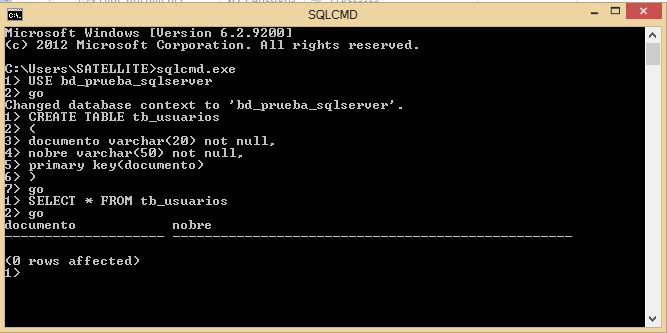 SQLCMD
Microsoft Windows [Version 6.2.9200]
(c) 2012 Microsoft Corporation. All rights reserved.
C:\Users\SATELLITE>sqlcmd.exe
1> USE bd_prueba_sqlserver
2> go
Changed database context to 'bd_prueba_sqlserver'.
1> CREATE TABLE tb_usuarios
2> (
3> documento varchar(20) not null,
4> nobre varchar(50) not null,
5> primary key(documento)
6> )
7> go
1> SELECT * FROM tb_usuarios
2> go
documento            nobre
-------------------- --------------------------------------------------
(0 rows affected)
1>